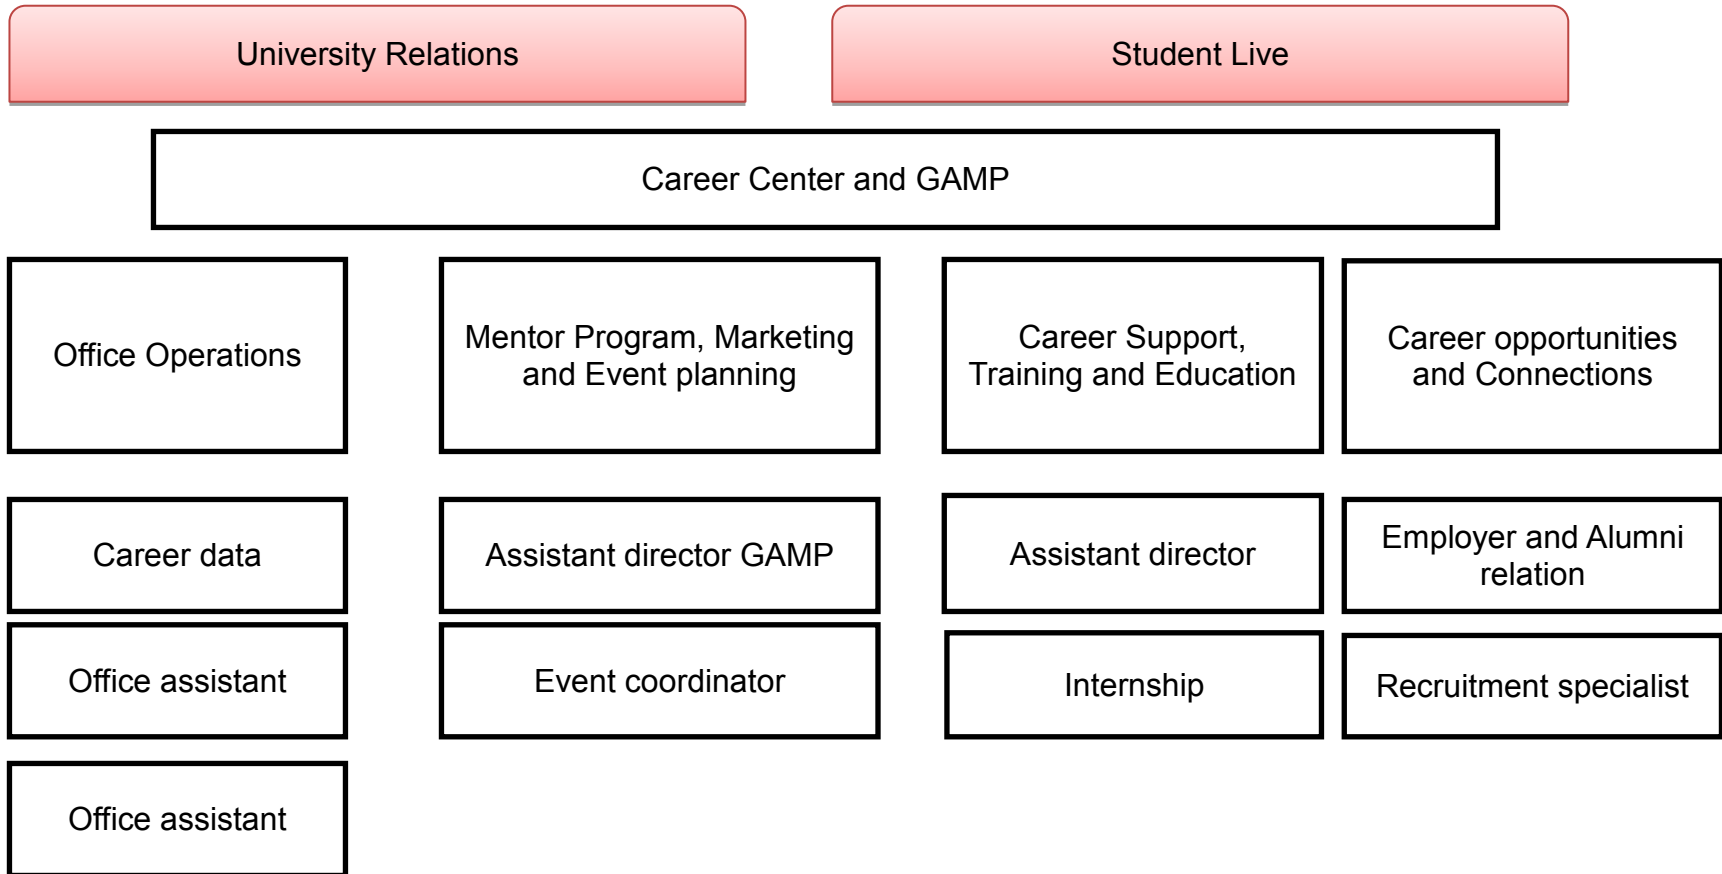 University Relations
Student Live
Career Center and GAMP
Office Operations
Mentor Program, Marketing
and Event planning
Career Support,
Training and Education
Career opportunities
and Connections
Career data
Assistant director GAMP
Assistant director
Employer and Alumni
relation
Office assistant
Event coordinator
Internship
Recruitment specialist
Office assistant